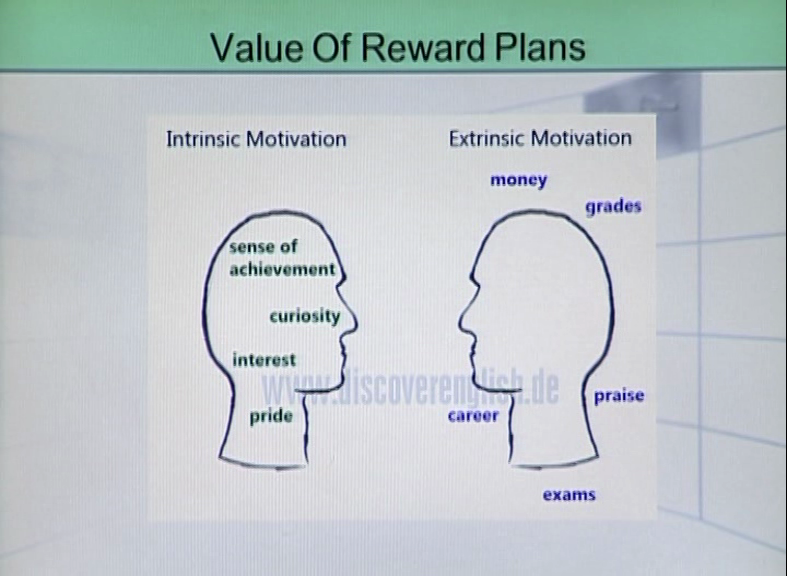 Value Of Reward Plans
Intrinsic Motivation
sense of
achievement
curiosity
interest
pride
Extrinsic Motivation
money
grades
praise
career
exams
www.discoverenglish.de